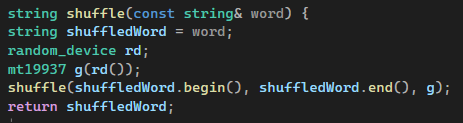 string shuffle(const string& word) {
string shuffledWord = word;
random_device rd;
mt19937 g(rd());
shuffle(shuffledWord.begin(), shuffledWord.end(), g);
return shuffledWord;